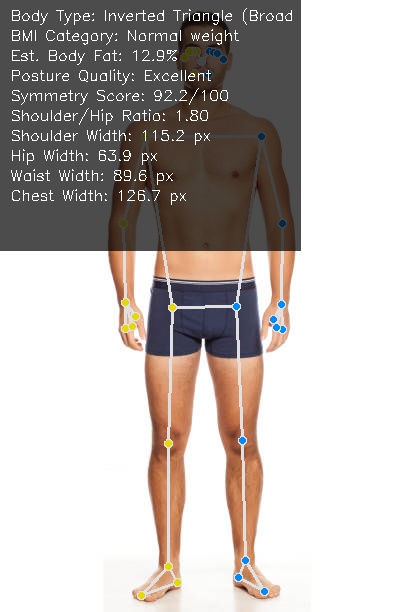 Body Type: Inverted Triangle (Broad
BMI Category: Normal weight
Est. Body Fat: 12.9%
Posture Quality: Excellent
Symmetry Score: 92.2/100
Shoulder/Hip Ratio: 1.80
Shoulder Width: 115.2 px
Hip Width: 63.9 px
Waist Width: 89.6 px
Chest Width: 126.7 px